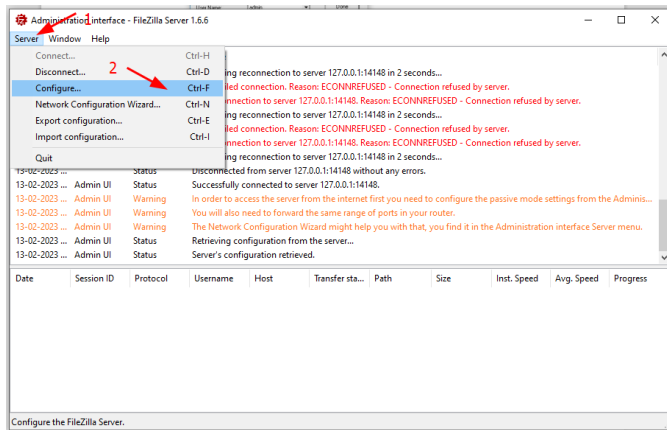 User Name
Administration interface - FileZilla Server 1.6.6
1
Server Window Help
Connect... Ctrl-H
Disconnect... Ctrl-D
2
Configure... Ctrl-F
Network Configuration Wizard... Ctrl-N
Export configuration... Ctrl-E
Import configuration... Ctrl-I
Quit
ing reconnection to server 127.0.0.1:14148 in 2 seconds...
led connection. Reason: ECONNREFUSED - Connection refused by server.
nnection to server 127.0.0.1:14148. Reason: ECONNREFUSED - Connection refused by server.
ing reconnection to server 127.0.0.1:14148 in 2 seconds...
led connection. Reason: ECONNREFUSED - Connection refused by server.
nnection to server 127.0.0.1:14148. Reason: ECONNREFUSED - Connection refused by server.
ing reconnection to server 127.0.0.1:14148 in 2 seconds...
13-02-2023 ... Status Disconnected from server 127.0.0.1:14148 without any errors.
13-02-2023 ... Admin UI Status Successfully connected to server 127.0.0.1:14148.
13-02-2023 ... Admin UI Warning In order to access the server from the internet first you need to configure the passive mode settings from the Adminis...
13-02-2023 ... Admin UI Warning You will also need to forward the same range of ports in your router.
13-02-2023 ... Admin UI Warning The Network Configuration Wizard might help you with that, you find it in the Administration interface Server menu.
13-02-2023 ... Admin UI Status Retrieving configuration from the server...
13-02-2023 ... Admin UI Status Server's configuration retrieved.
Date Session ID Protocol Username Host Transfer sta... Path Size Inst. Speed Avg. Speed Progress
Configure the FileZilla Server.